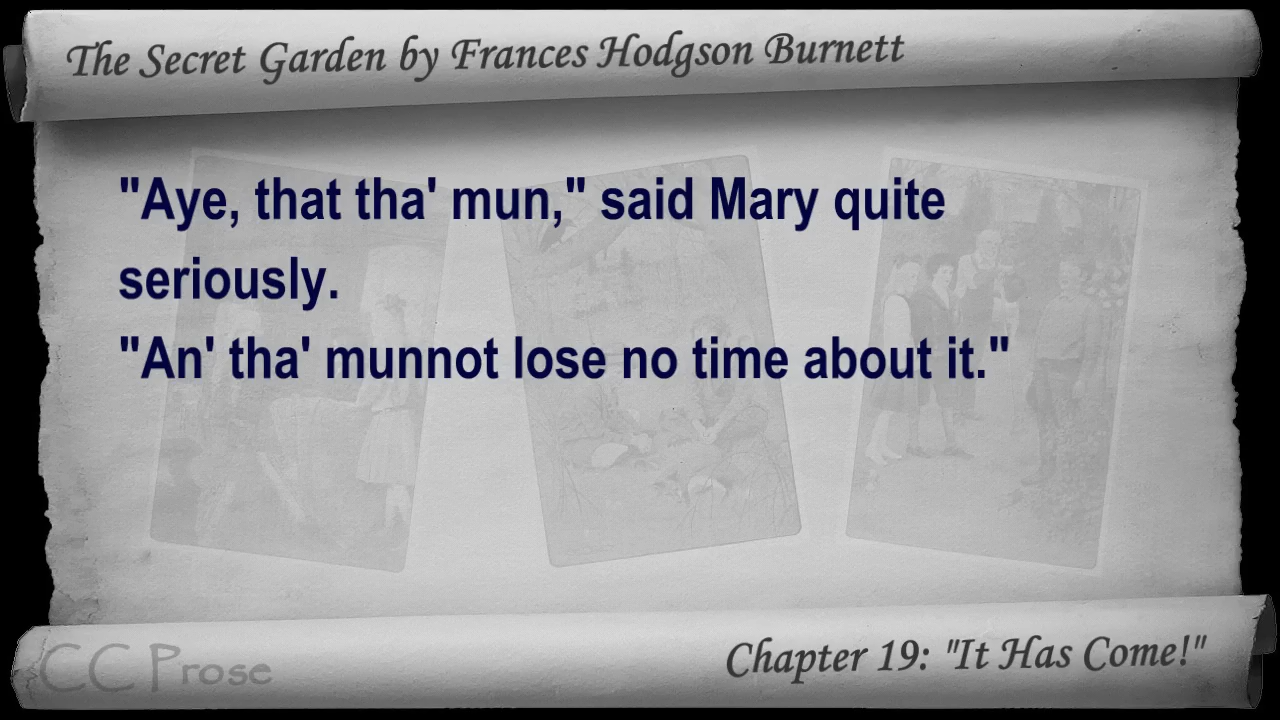 The Secret Garden by Frances Hodgson Burnett
"Aye, that tha' mun," said Mary quite
seriously.
"An' tha' munnot lose no time about it."
CC Prose
Chapter 19: "It Has Come!"